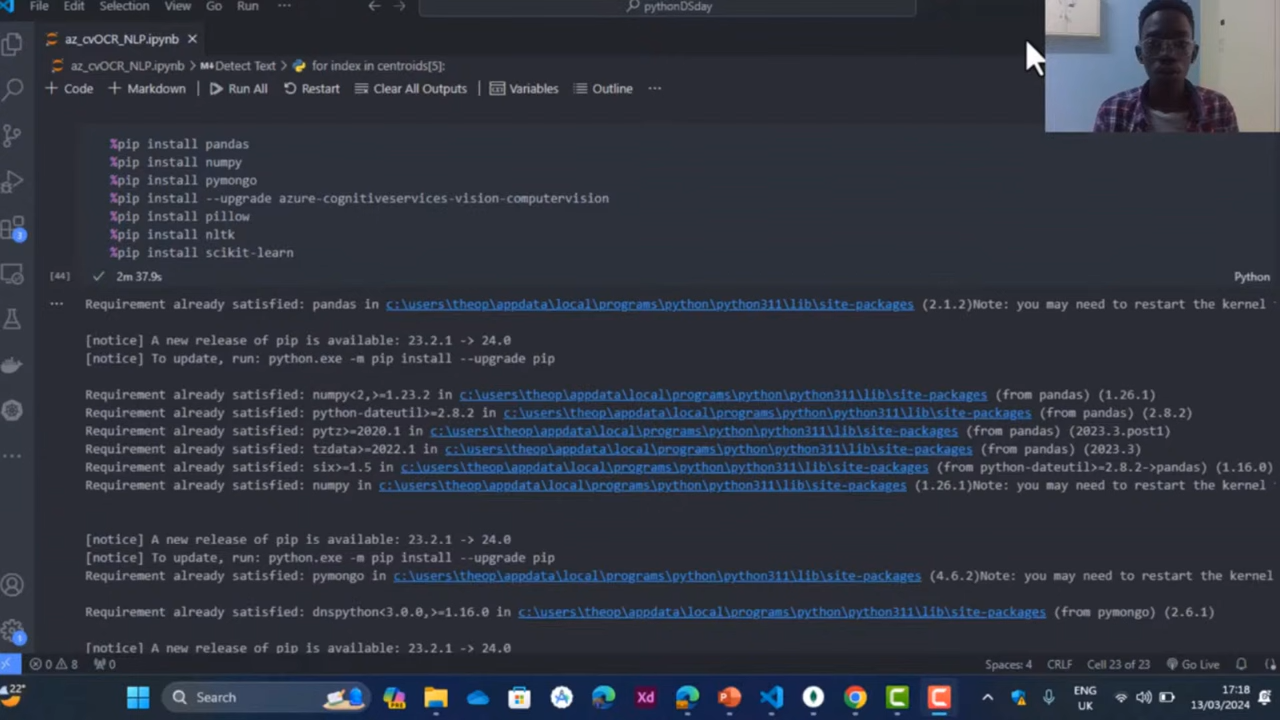 File Edit Selection View Go Run ···
pythonDSday
az_cvOCR_NLP.ipynb
az_cvOCR_NLP.ipynb > M↓Detect Text > for index in centroids[5]:
+ Code + Markdown Run All Restart Clear All Outputs Variables Outline ···
%pip install pandas
%pip install numpy
%pip install pymongo
%pip install --upgrade azure-cognitiveservices-vision-computervision
%pip install pillow
%pip install nltk
%pip install scikit-learn
[44] ✓ 2m 37.9s Python
··· Requirement already satisfied: pandas in c:\users\theop\appdata\local\programs\python\python311\lib\site-packages (2.1.2)Note: you may need to restart the kernel
[notice] A new release of pip is available: 23.2.1 -> 24.0
[notice] To update, run: python.exe -m pip install --upgrade pip
Requirement already satisfied: numpy<2,>=1.23.2 in c:\users\theop\appdata\local\programs\python\python311\lib\site-packages (from pandas) (1.26.1)
Requirement already satisfied: python-dateutil>=2.8.2 in c:\users\theop\appdata\local\programs\python\python311\lib\site-packages (from pandas) (2.8.2)
Requirement already satisfied: pytz>=2020.1 in c:\users\theop\appdata\local\programs\python\python311\lib\site-packages (from pandas) (2023.3.post1)
Requirement already satisfied: tzdata>=2022.1 in c:\users\theop\appdata\local\programs\python\python311\lib\site-packages (from pandas) (2023.3)
Requirement already satisfied: six>=1.5 in c:\users\theop\appdata\local\programs\python\python311\lib\site-packages (from python-dateutil>=2.8.2->pandas) (1.16.0)
Requirement already satisfied: numpy in c:\users\theop\appdata\local\programs\python\python311\lib\site-packages (1.26.1)Note: you may need to restart the kernel
[notice] A new release of pip is available: 23.2.1 -> 24.0
[notice] To update, run: python.exe -m pip install --upgrade pip
Requirement already satisfied: pymongo in c:\users\theop\appdata\local\programs\python\python311\lib\site-packages (4.6.2)Note: you may need to restart the kernel
Requirement already satisfied: dnspython<3.0.0,>=1.16.0 in c:\users\theop\appdata\local\programs\python\python311\lib\site-packages (from pymongo) (2.6.1)
[notice] A new release of pip is available: 23.2.1 -> 24.0
0 8 0 Spaces: 4 CRLF Cell 23 of 23 Go Live
22° Search PRE Xd ENG 17:18
UK 13/03/2024